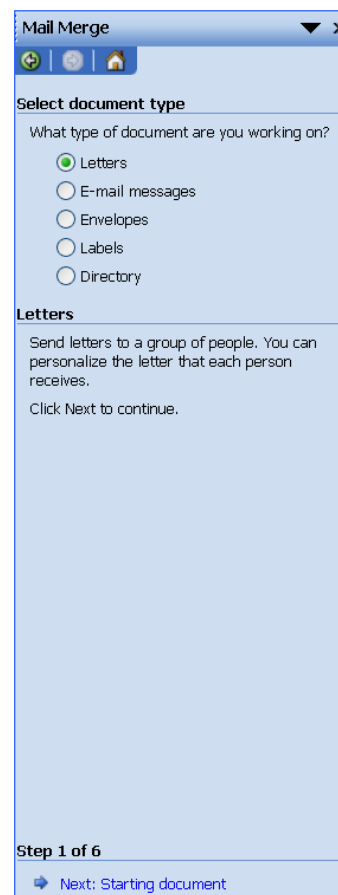 Mail Merge
Select document type
What type of document are you working on?
Letters
E-mail messages
Envelopes
Labels
Directory
Letters
Send letters to a group of people. You can
personalize the letter that each person
receives.
Click Next to continue.
Step 1 of 6
Next: Starting document